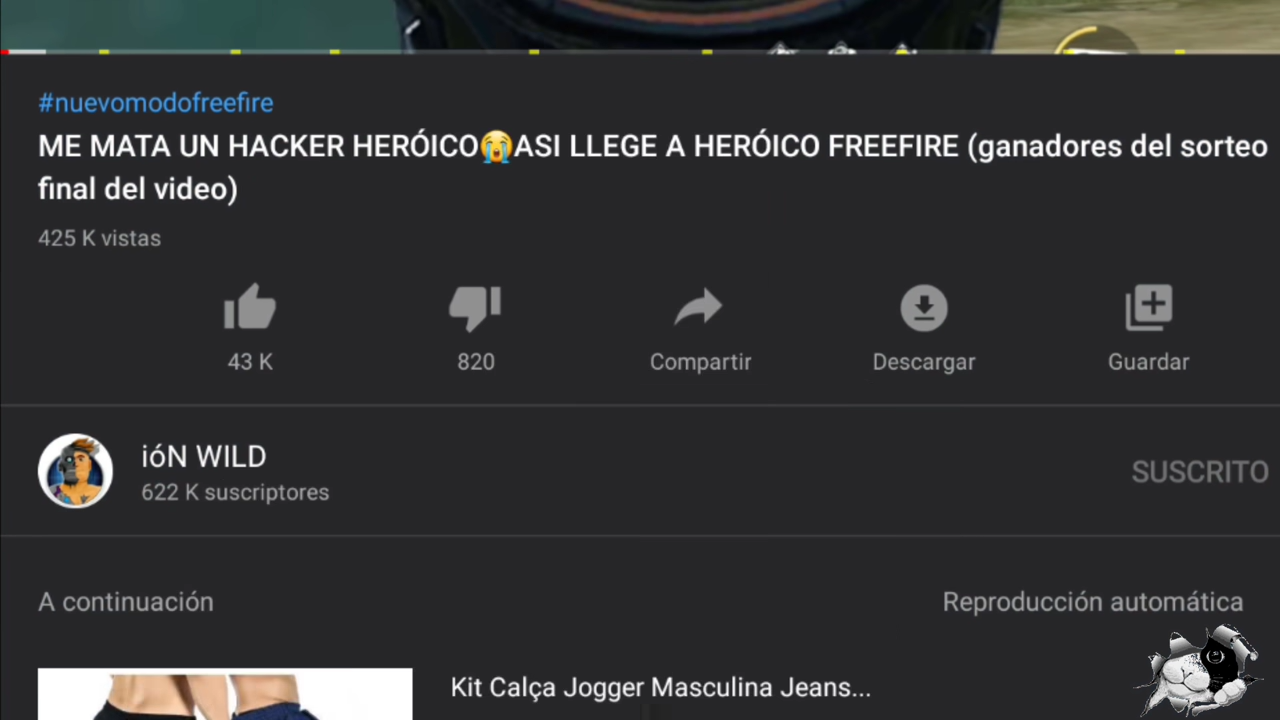 #nuevomodofreefire
ME MATA UN HACKER HERÓICO😭ASI LLEGE A HERÓICO FREEFIRE (ganadores del sorteo
final del video)
425 K vistas
43 K
820
Compartir
Descargar
Guardar
ióN WILD
622 K suscriptores
SUSCRITO
A continuación
Reproducción automática
Kit Calça Jogger Masculina Jeans...